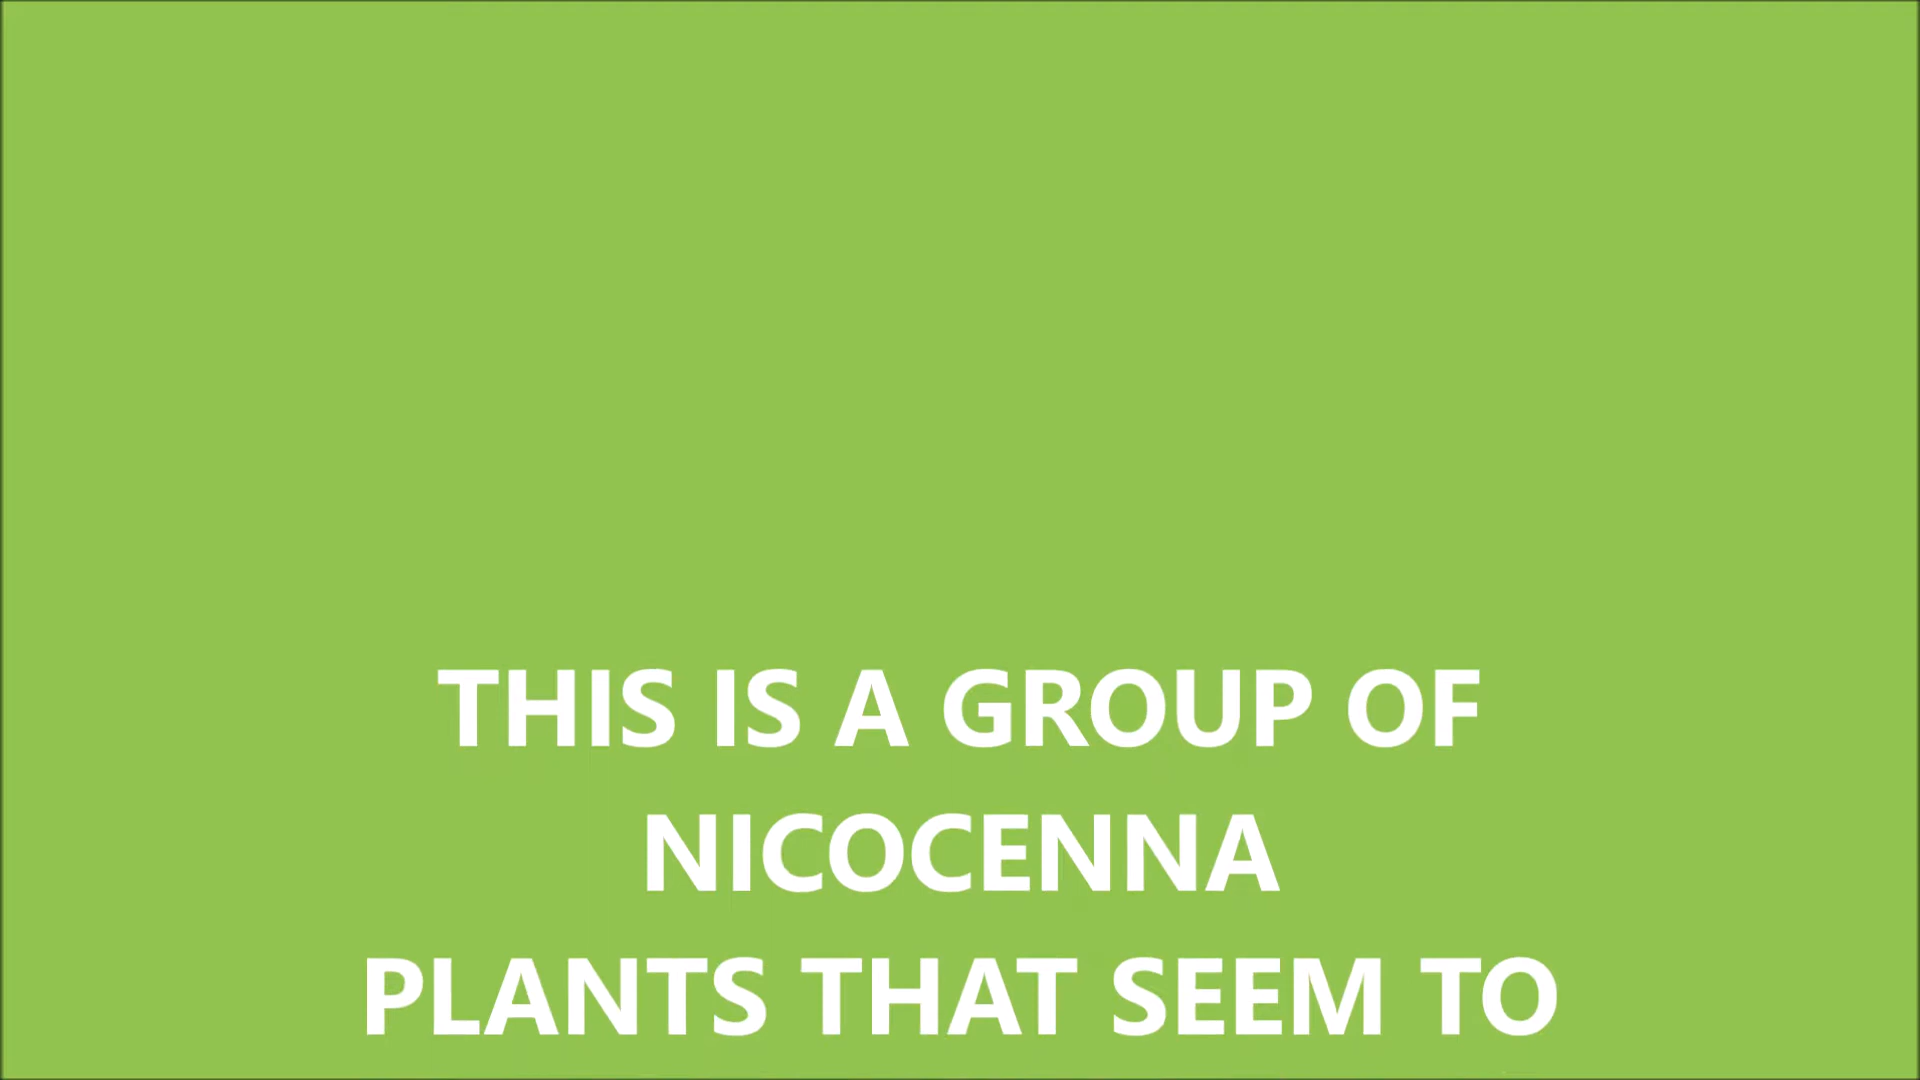 THIS IS A GROUP OF
NICOCENNA
PLANTS THAT SEEM TO